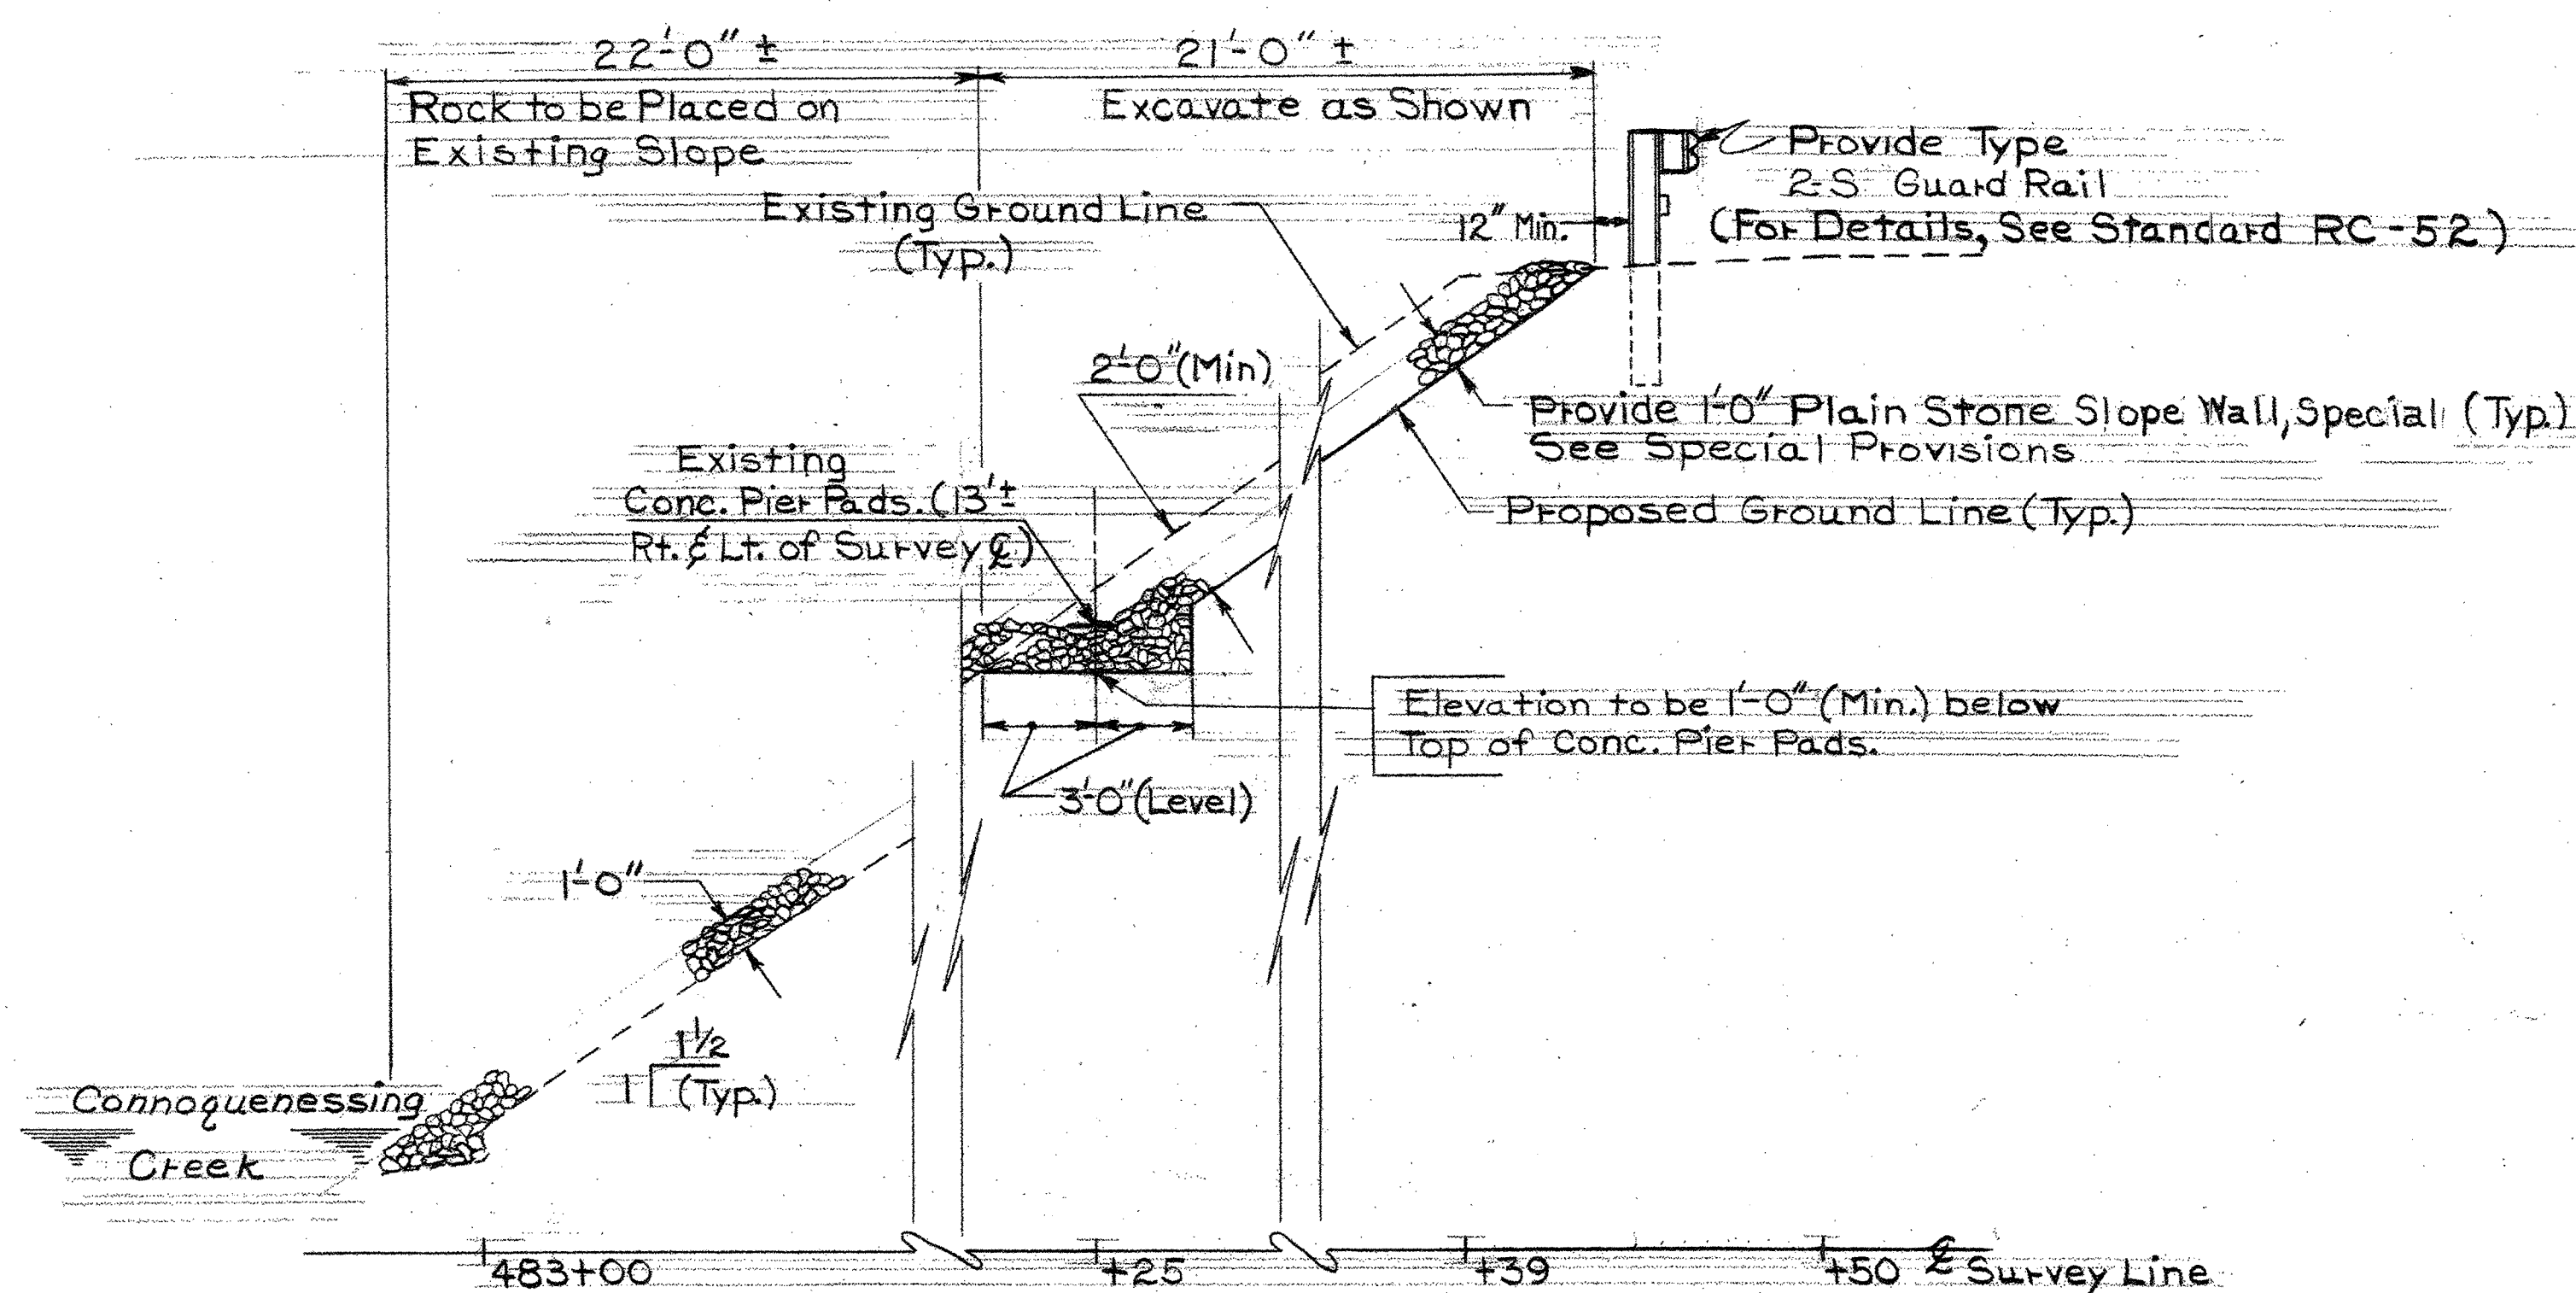 22'-0" ±
21'-0" ±
Rock to be Placed on
Existing Slope
Excavate as Shown
Provide Type
2-S Guard Rail
(For Details, See Standard RC-52)
Existing Ground Line
(Typ.)
12" Min.
2'-0" (Min)
Provide 1'-0" Plain Stone Slope Wall, Special (Typ.)
See Special Provisions
Existing
Conc. Pier Pads. (13'±
Rt. & Lt. of Survey ℄)
Proposed Ground Line (Typ.)
Elevation to be 1'-0" (Min.) below
Top of Conc. Pier Pads.
3'-0" (Level)
1'-0"
1 1/2
1 (Typ.)
Connoquenessing
Creek
483+00
+25
+39
+50
℄ Survey Line